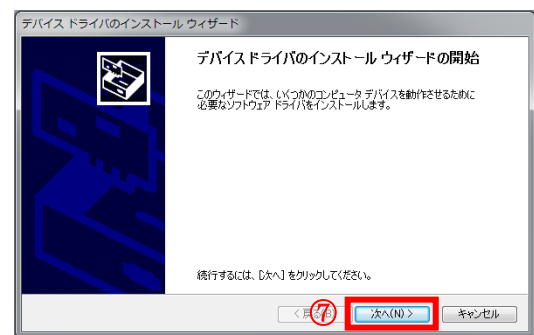 デバイス ドライバのインストール ウィザード
デバイス ドライバのインストール ウィザードの開始
このウィザードでは、いくつかのコンピュータ デバイスを動作させるために
必要なソフトウェア ドライバをインストールします。
続行するには、[次へ] をクリックしてください。
⑦ 次へ(N) > キャンセル